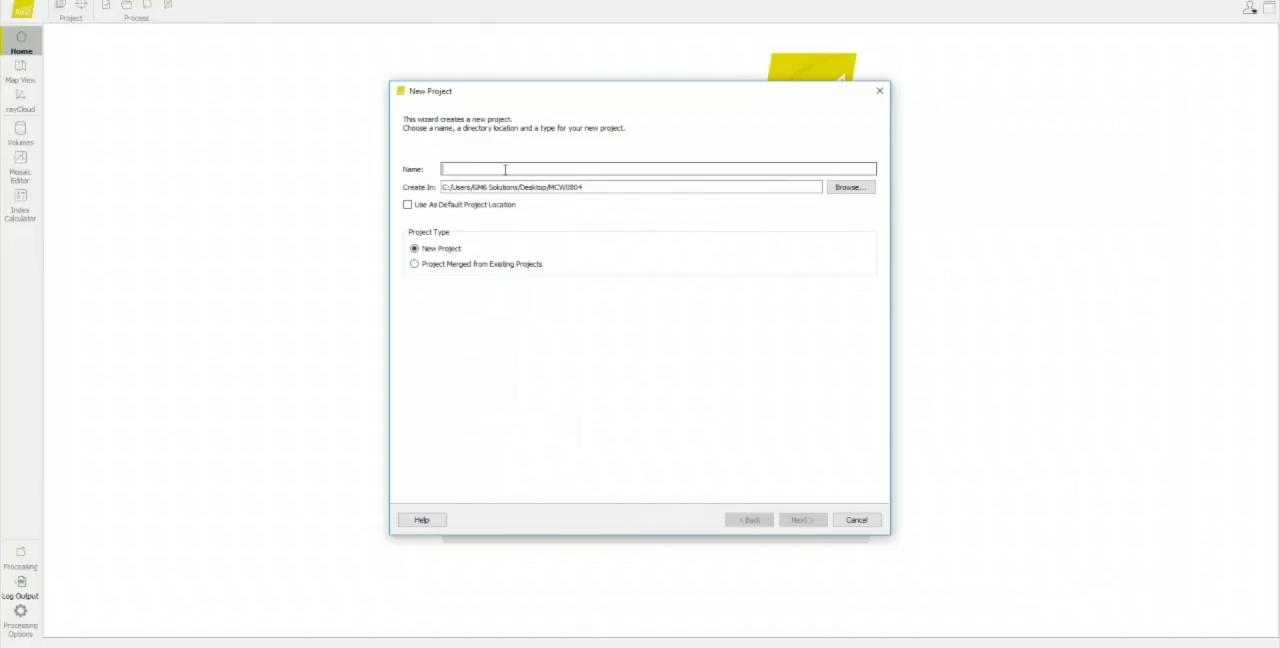 Project
Process
Home
Map View
rayCloud
Volumes
Mosaic
Editor
Index
Calculator
New Project
This wizard creates a new project.
Choose a name, a directory location and a type for your new project.
Name:
Create In: C:/Users/GM6 Solutions/Desktop/MCW0804 Browse...
Use As Default Project Location
Project Type
New Project
Project Merged from Existing Projects
Help < Back Next > Cancel
Processing
Log Output
Processing
Options